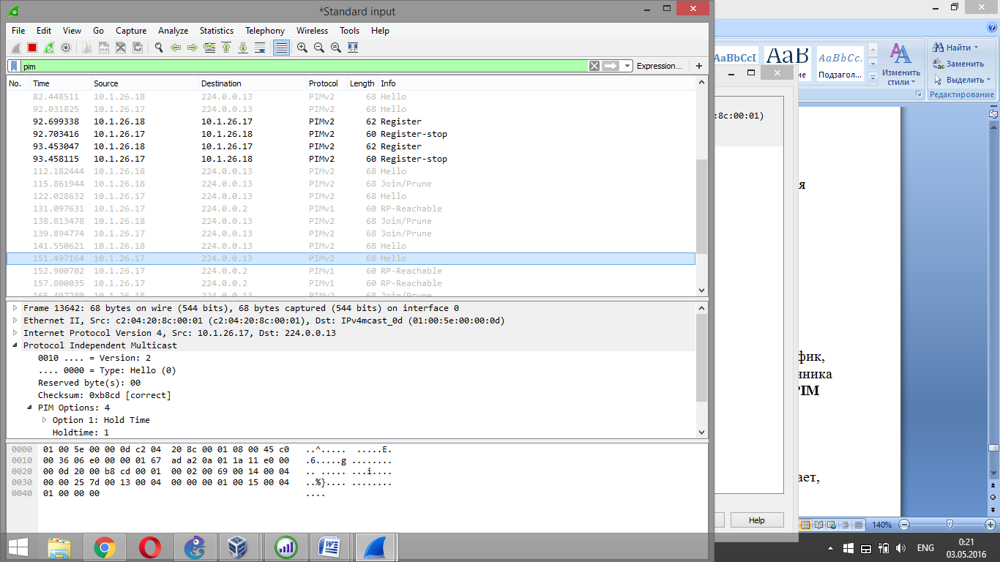 *Standard input
File Edit View Go Capture Analyze Statistics Telephony Wireless Tools Help
pim
Expression...
+
No. Time Source Destination Protocol Length Info
82.448511 10.1.26.18 224.0.0.13 PIMv2 68 Hello
92.031825 10.1.26.17 224.0.0.13 PIMv2 68 Hello
92.699338 10.1.26.18 10.1.26.17 PIMv2 62 Register
92.703416 10.1.26.17 10.1.26.18 PIMv2 60 Register-stop
93.453047 10.1.26.18 10.1.26.17 PIMv2 62 Register
93.458115 10.1.26.17 10.1.26.18 PIMv2 60 Register-stop
112.182444 10.1.26.18 224.0.0.13 PIMv2 68 Hello
115.861944 10.1.26.18 224.0.0.13 PIMv2 68 Join/Prune
122.028632 10.1.26.17 224.0.0.13 PIMv2 68 Hello
131.097631 10.1.26.17 224.0.0.2 PIMv1 60 RP-Reachable
138.813478 10.1.26.18 224.0.0.13 PIMv2 68 Join/Prune
139.894774 10.1.26.17 224.0.0.13 PIMv2 68 Join/Prune
141.550621 10.1.26.18 224.0.0.13 PIMv2 68 Hello
151.497164 10.1.26.17 224.0.0.13 PIMv2 68 Hello
152.900702 10.1.26.17 224.0.0.2 PIMv1 60 RP-Reachable
157.800035 10.1.26.17 224.0.0.2 PIMv1 60 RP-Reachable
165.497280 10.1.26.18 224.0.0.13 PIMv2 68 Join/Prune
Frame 13642: 68 bytes on wire (544 bits), 68 bytes captured (544 bits) on interface 0
Ethernet II, Src: c2:04:20:8c:00:01 (c2:04:20:8c:00:01), Dst: IPv4mcast_0d (01:00:5e:00:00:0d)
Internet Protocol Version 4, Src: 10.1.26.17, Dst: 224.0.0.13
Protocol Independent Multicast
0010 .... = Version: 2
.... 0000 = Type: Hello (0)
Reserved byte(s): 00
Checksum: 0xb8cd [correct]
PIM Options: 4
Option 1: Hold Time
Holdtime: 1
0000 01 00 5e 00 00 0d c2 04 20 8c 00 01 08 00 45 c0 ..^..... .....E.
0010 00 36 06 e0 00 00 01 67 ad a2 0a 01 1a 11 e0 00 .6.....g ........
0020 00 0d 20 00 b8 cd 00 01 00 02 00 69 00 14 00 04 .. ..... ...i....
0030 00 00 25 7d 00 13 00 04 00 00 00 01 00 15 00 04 ..%}.... ........
0040 01 00 00 00 ....
AaBbCcI АаВ AaBbCc.
ие Подзагол...
Изменить
стили
Найти
Заменить
Выделить
Редактирование
:8c:00:01)
я
фик,
ника
PIM
ает,
Help
140%
ENG
0:21
03.05.2016